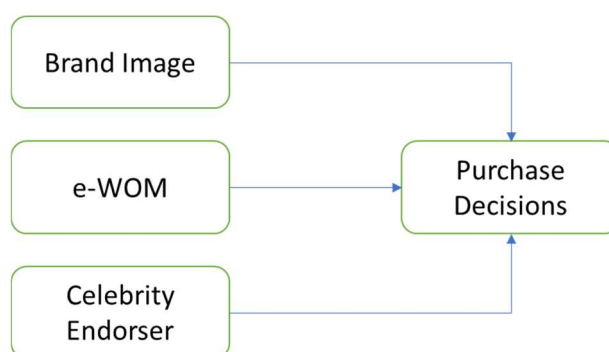 Brand Image
e-WOM
Purchase
Decisions
Celebrity
Endorser